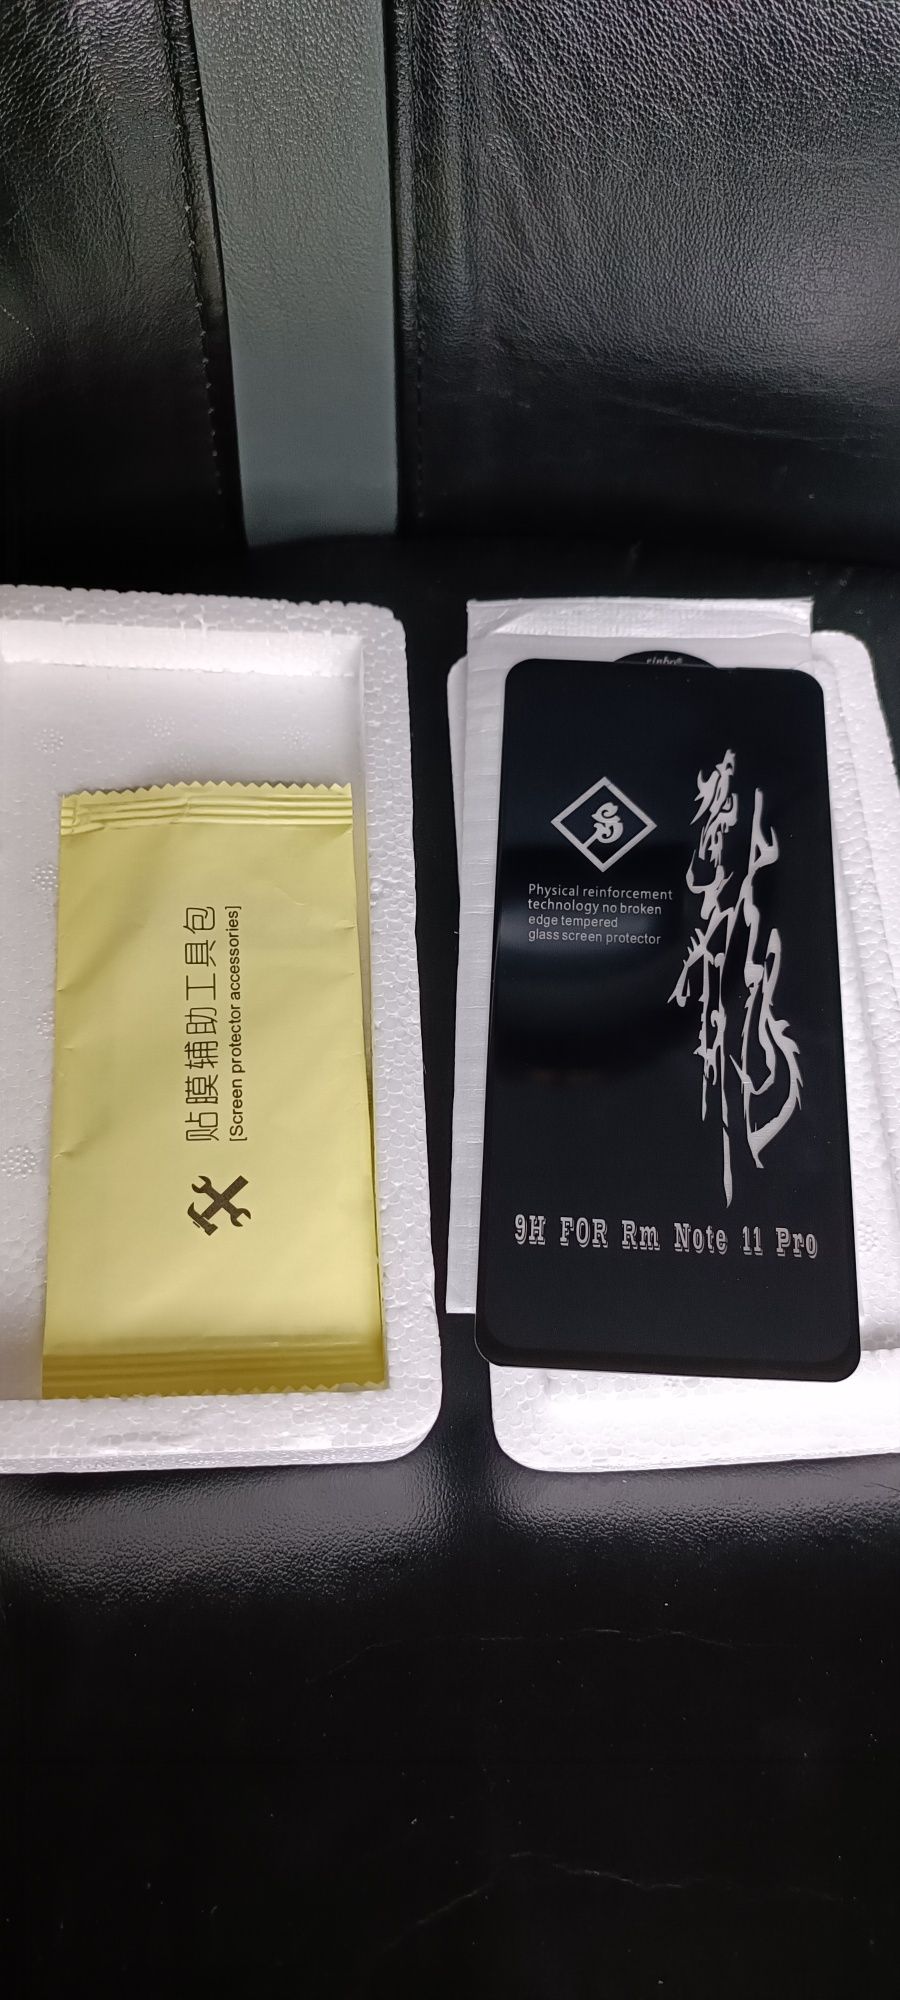 贴膜辅助工具包
[Screen protector accessories]
Physical reinforcement
technology no broken
edge tempered
glass screen protector
9H FOR Rm Note 11 Pro